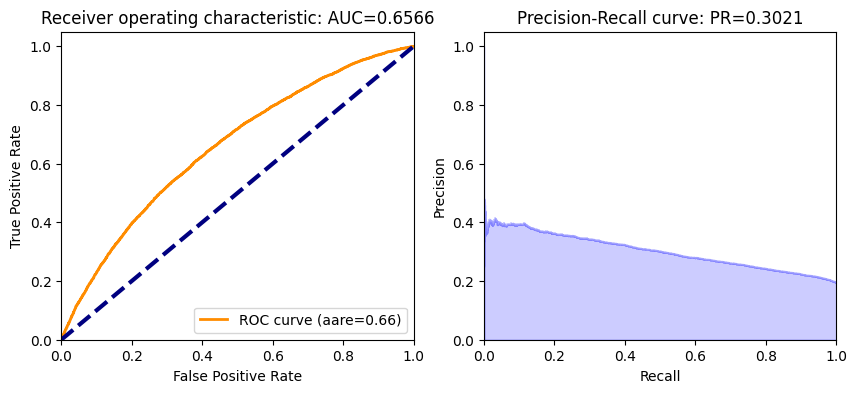 Receiver operating characteristic: AUC=0.6566
1.0
0.8
0.6
0.4
0.2
0.0
True Positive Rate
ROC curve (aare=0.66)
0.0 0.2 0.4 0.6 0.8 1.0
False Positive Rate
Precision-Recall curve: PR=0.3021
1.0
0.8
0.6
0.4
0.2
0.0
Precision
0.0 0.2 0.4 0.6 0.8 1.0
Recall